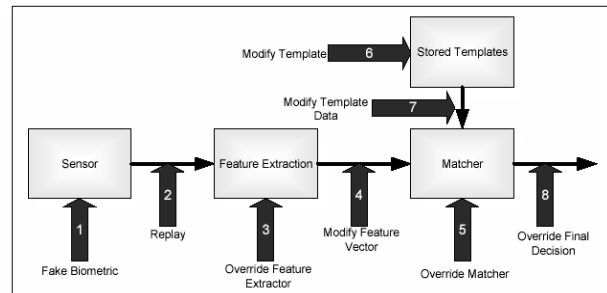 Modify Template
6
Stored Templates
Modify Template
Data
7
Sensor
Feature Extraction
Matcher
1
2
3
4
5
8
Fake Biometric
Replay
Override Feature
Extractor
Modify Feature
Vector
Override Matcher
Override Final
Decision